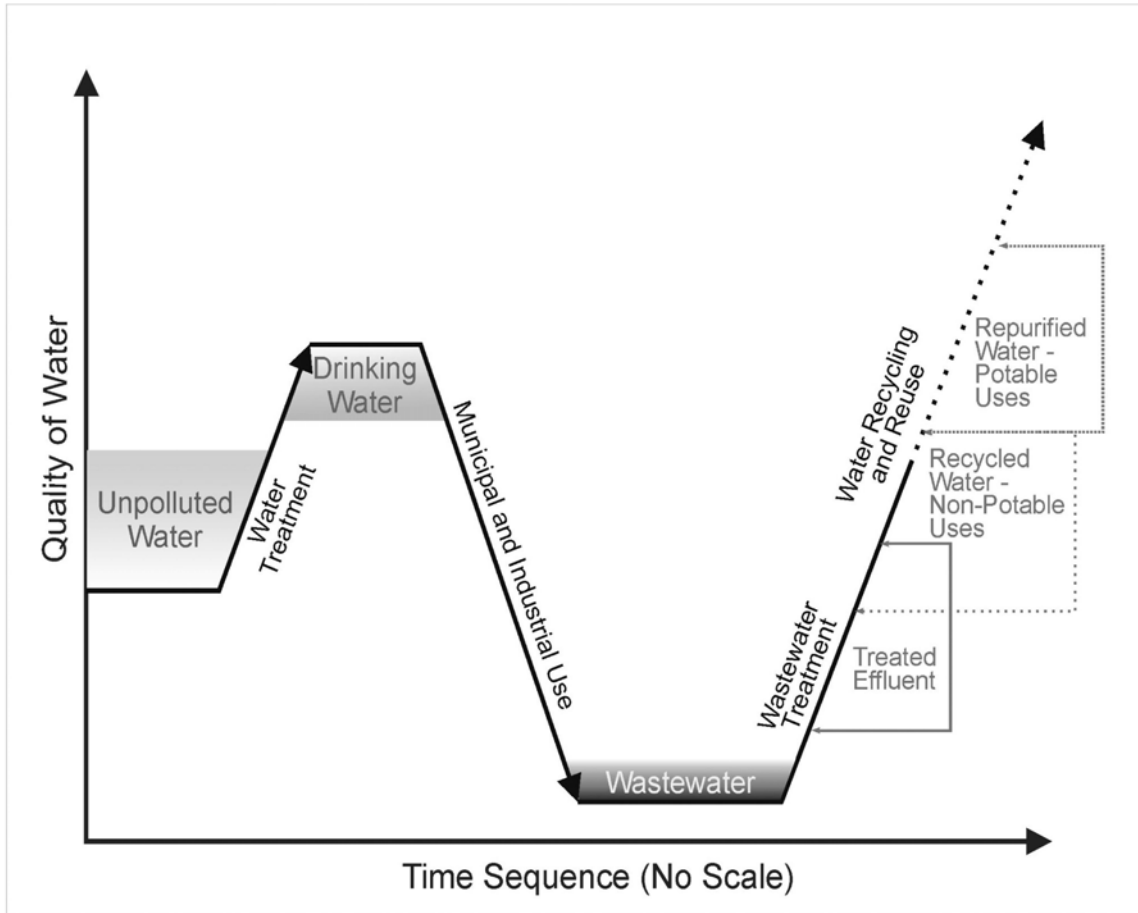 Quality of Water
Unpolluted
Water
Water
Treatment
Drinking
Water
Municipal and Industrial Use
Wastewater
Wastewater
Treatment
Water Recycling
and Reuse
Repurified
Water -
Potable
Uses
Recycled
Water -
Non-Potable
Uses
Treated
Effluent
Time Sequence (No Scale)